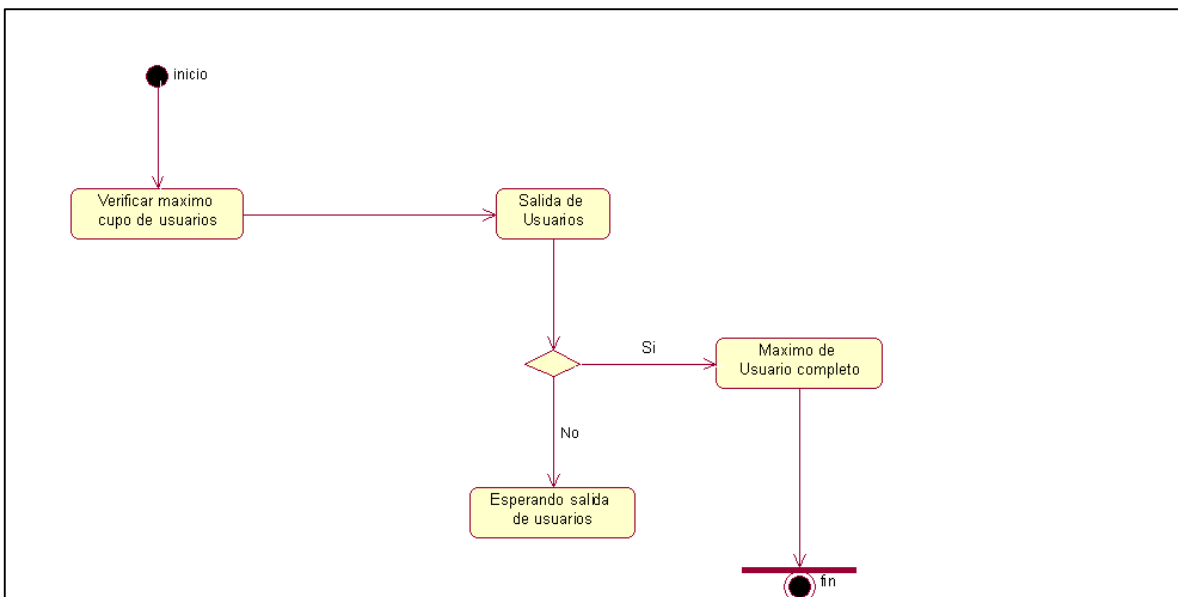 inicio
Verificar maximo
cupo de usuarios
Salida de
Usuarios
Si
Maximo de
Usuario completo
No
Esperando salida
de usuarios
fin